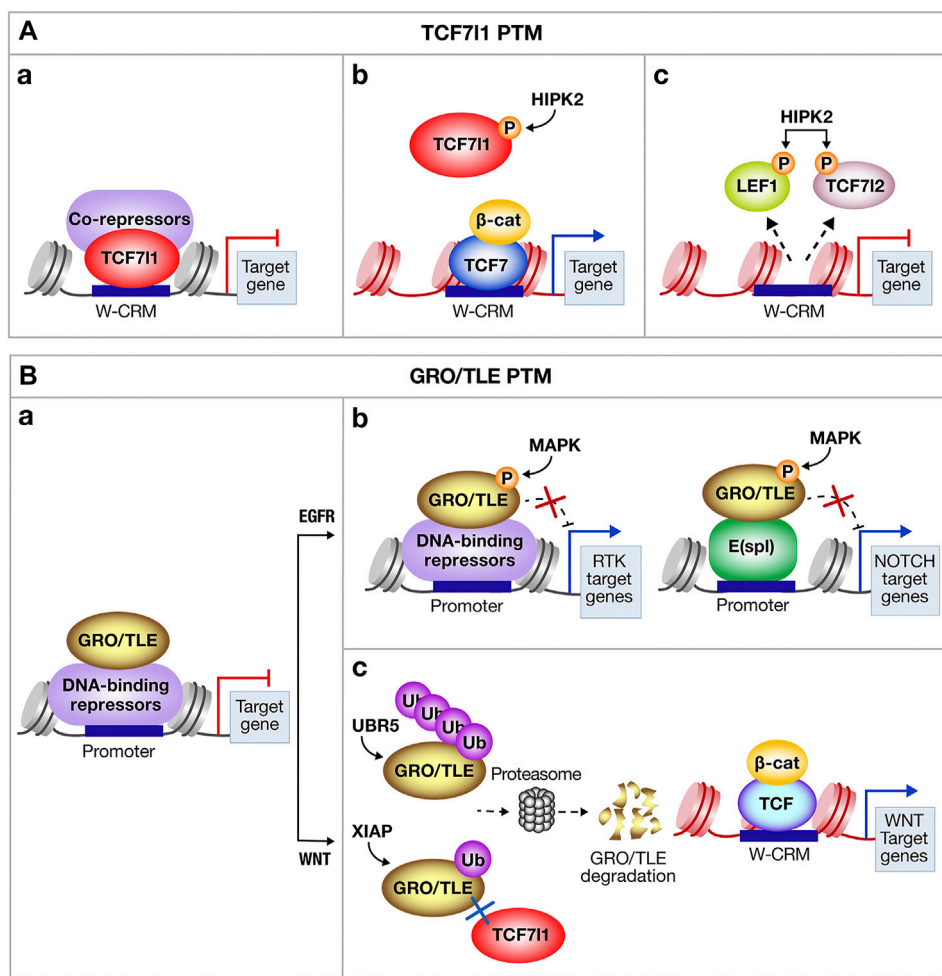 A
TCF7l1 PTM
a
Co-repressors
TCF7l1
Target
gene
W-CRM
b
HIPK2
P
TCF7l1
β-cat
TCF7
Target
gene
W-CRM
c
HIPK2
P
P
LEF1
TCF7l2
Target
gene
W-CRM
B
GRO/TLE PTM
a
GRO/TLE
DNA-binding
repressors
Target
gene
Promoter
EGFR
WNT
b
MAPK
P
GRO/TLE
DNA-binding
repressors
RTK
target
genes
Promoter
MAPK
P
GRO/TLE
E(spl)
NOTCH
target
genes
Promoter
c
Ub
Ub
Ub
Ub
UBR5
GRO/TLE
Proteasome
GRO/TLE
degradation
XIAP
Ub
GRO/TLE
TCF7l1
β-cat
TCF
WNT
Target
genes
W-CRM